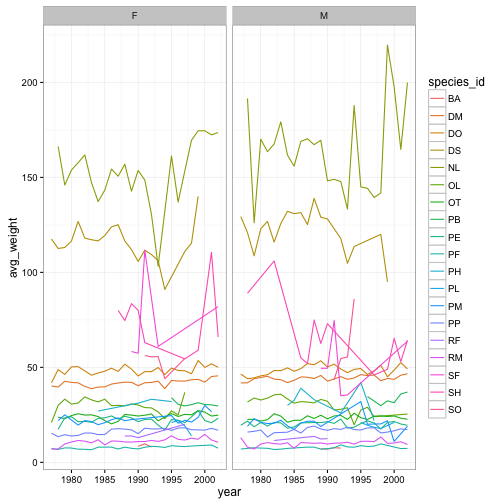 F
M
200
150
100
50
0
avg_weight
1980 1985 1990 1995 2000
1980 1985 1990 1995 2000
year
species_id
BA
DM
DO
DS
NL
OL
OT
PB
PE
PF
PH
PL
PM
PP
RF
RM
SF
SH
SO